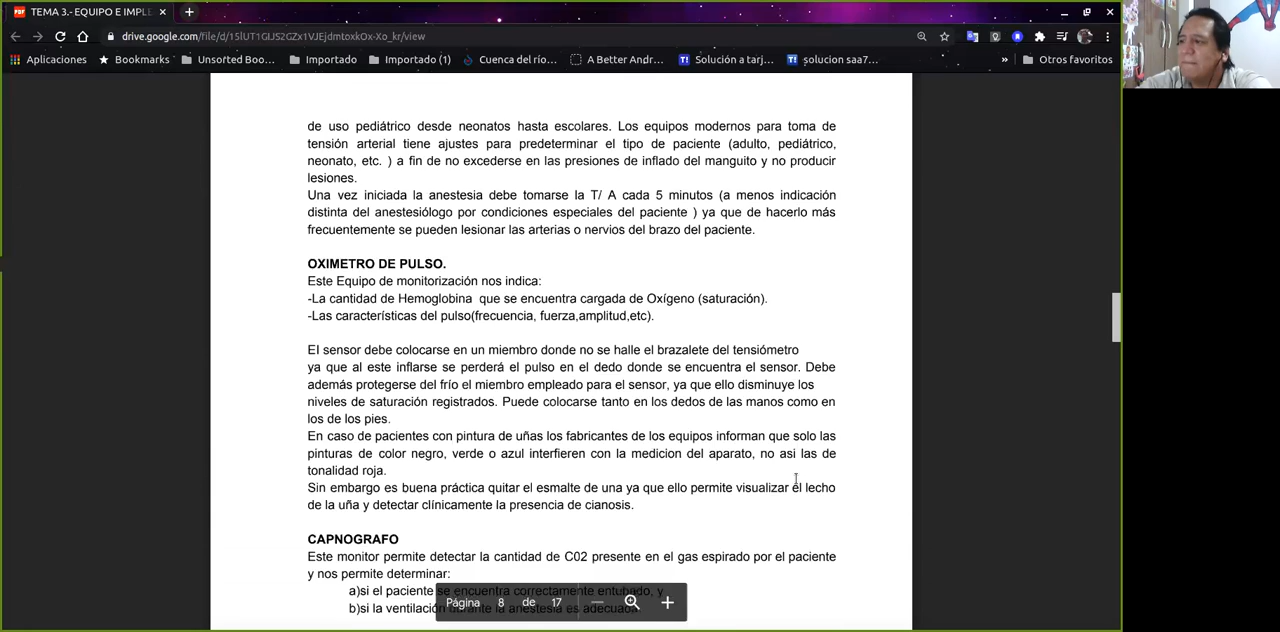 TEMA 3.- EQUIPO E IMPLE
drive.google.com/file/d/15lUT1GIJS2GZx1VJEjdmtoxkOx-Xo_kr/view
Aplicaciones
Bookmarks
Unsorted Boo...
Importado
Importado (1)
Cuenca del río...
A Better Andr...
Solución a tarj...
solucion saa7...
»
Otros favoritos
de uso pediátrico desde neonatos hasta escolares. Los equipos modernos para toma de
tensión arterial tiene ajustes para predeterminar el tipo de paciente (adulto, pediátrico,
neonato, etc. ) a fin de no excederse en las presiones de inflado del manguito y no producir
lesiones.
Una vez iniciada la anestesia debe tomarse la T/ A cada 5 minutos (a menos indicación
distinta del anestesiólogo por condiciones especiales del paciente ) ya que de hacerlo más
frecuentemente se pueden lesionar las arterias o nervios del brazo del paciente.
OXIMETRO DE PULSO.
Este Equipo de monitorización nos indica:
-La cantidad de Hemoglobina que se encuentra cargada de Oxígeno (saturación).
-Las características del pulso(frecuencia, fuerza,amplitud,etc).
El sensor debe colocarse en un miembro donde no se halle el brazalete del tensiómetro
ya que al este inflarse se perderá el pulso en el dedo donde se encuentra el sensor. Debe
además protegerse del frío el miembro empleado para el sensor, ya que ello disminuye los
niveles de saturación registrados. Puede colocarse tanto en los dedos de las manos como en
los de los pies.
En caso de pacientes con pintura de uñas los fabricantes de los equipos informan que solo las
pinturas de color negro, verde o azul interfieren con la medicion del aparato, no asi las de
tonalidad roja.
Sin embargo es buena práctica quitar el esmalte de una ya que ello permite visualizar el lecho
de la uña y detectar clínicamente la presencia de cianosis.
CAPNOGRAFO
Este monitor permite detectar la cantidad de C02 presente en el gas espirado por el paciente
y nos permite determinar:
a)si el paciente se encuentra correctamente entubado, y
b)si la ventilación durante la anestesia es adecuada.
Página 8 de 17